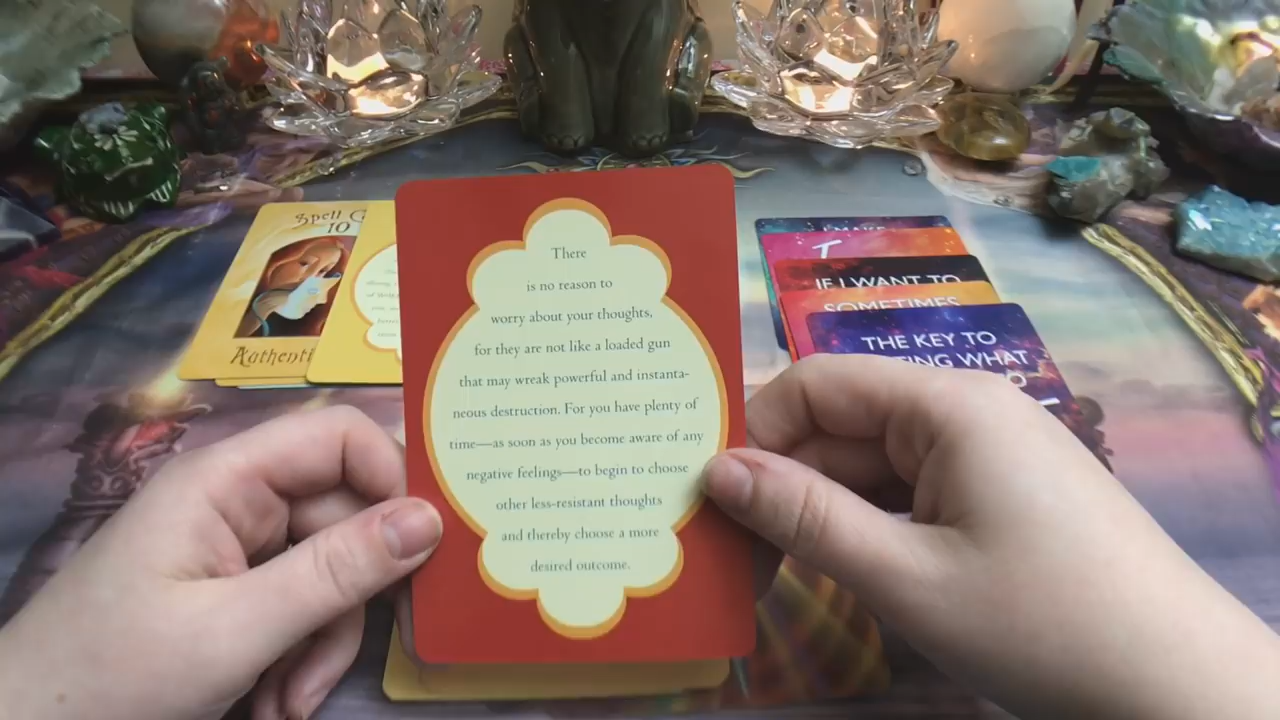 Spell
10
Authenti
There
is no reason to
worry about your thoughts,
for they are not like a loaded gun
that may wreak powerful and instanta-
neous destruction. For you have plenty of
time—as soon as you become aware of any
negative feelings—to begin to choose
other less-resistant thoughts
and thereby choose a more
desired outcome.
I MAKE
T
IF I WANT TO
SOMETIMES
THE KEY TO
WHAT